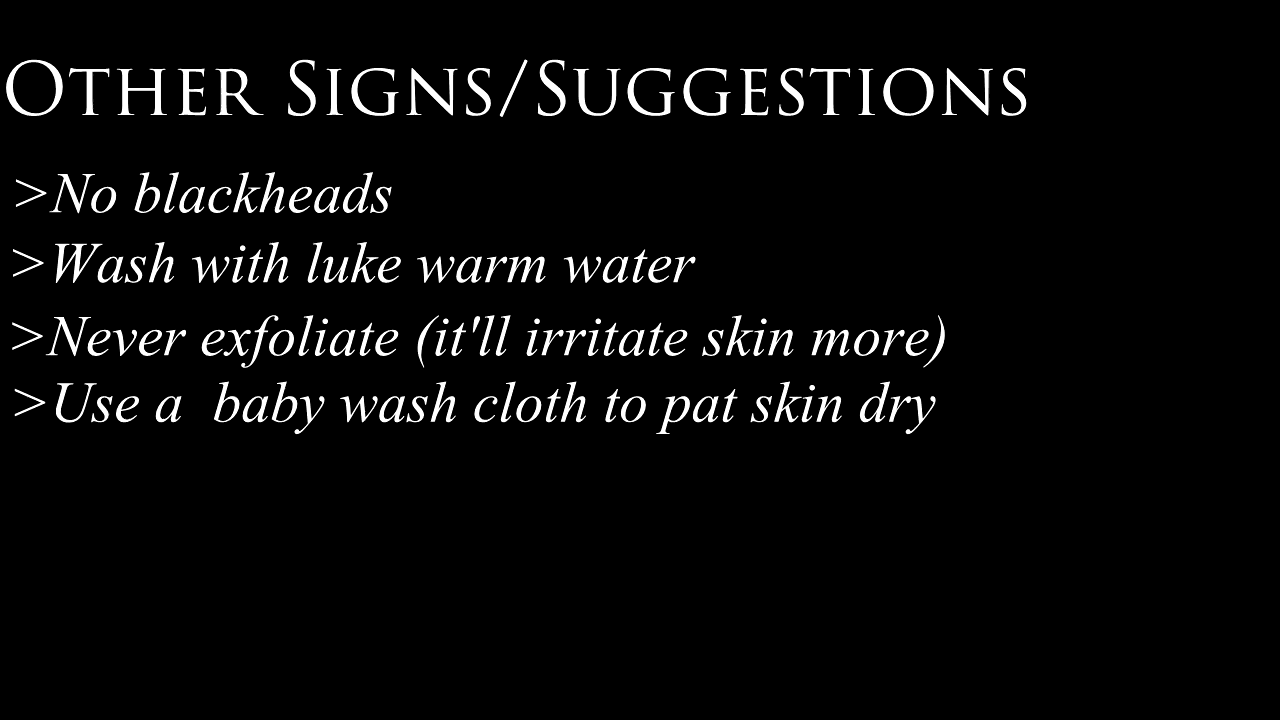 Other Signs/Suggestions
>No blackheads
>Wash with luke warm water
>Never exfoliate (it'll irritate skin more)
>Use a  baby wash cloth to pat skin dry